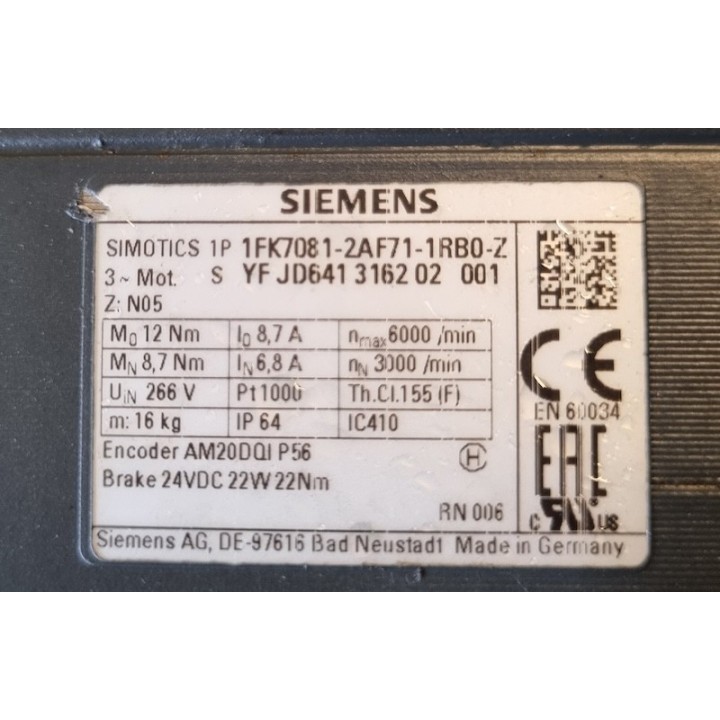 SIEMENS
SIMOTICS 1P 1FK7081-2AF71-1RB0-Z
3~Mot. S YF JD641 3162 02 001
Z: N05
M0 12 Nm I0 8,7 A nmax 6000 /min
MN 8,7 Nm IN 6,8 A nN 3000 /min
UIN 266 V Pt1000 Th.Cl.155 (F)
m: 16 kg IP 64 IC410
CE
EN 60034
Encoder AM20DQI P56
Brake 24VDC 22W 22Nm
H
EAC
RN 006
c RU US
Siemens AG, DE-97616 Bad Neustadt Made in Germany